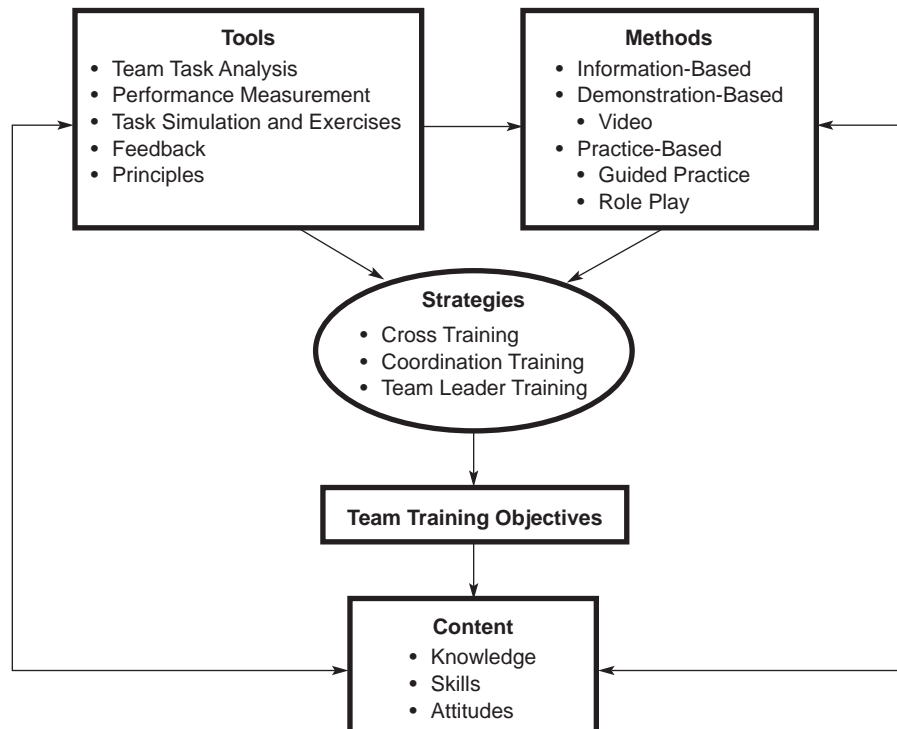 Tools
• Team Task Analysis
• Performance Measurement
• Task Simulation and Exercises
• Feedback
• Principles
Methods
• Information-Based
• Demonstration-Based
• Video
• Practice-Based
• Guided Practice
• Role Play
Strategies
• Cross Training
• Coordination Training
• Team Leader Training
Team Training Objectives
Content
• Knowledge
• Skills
• Attitudes